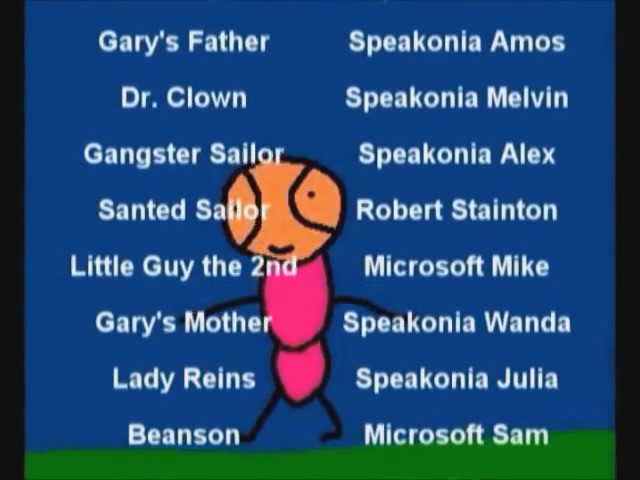 Gary's Father Speakonia Amos
Dr. Clown Speakonia Melvin
Gangster Sailor Speakonia Alex
Santed Sailor Robert Stainton
Little Guy the 2nd Microsoft Mike
Gary's Mother Speakonia Wanda
Lady Reins Speakonia Julia
Beanson Microsoft Sam